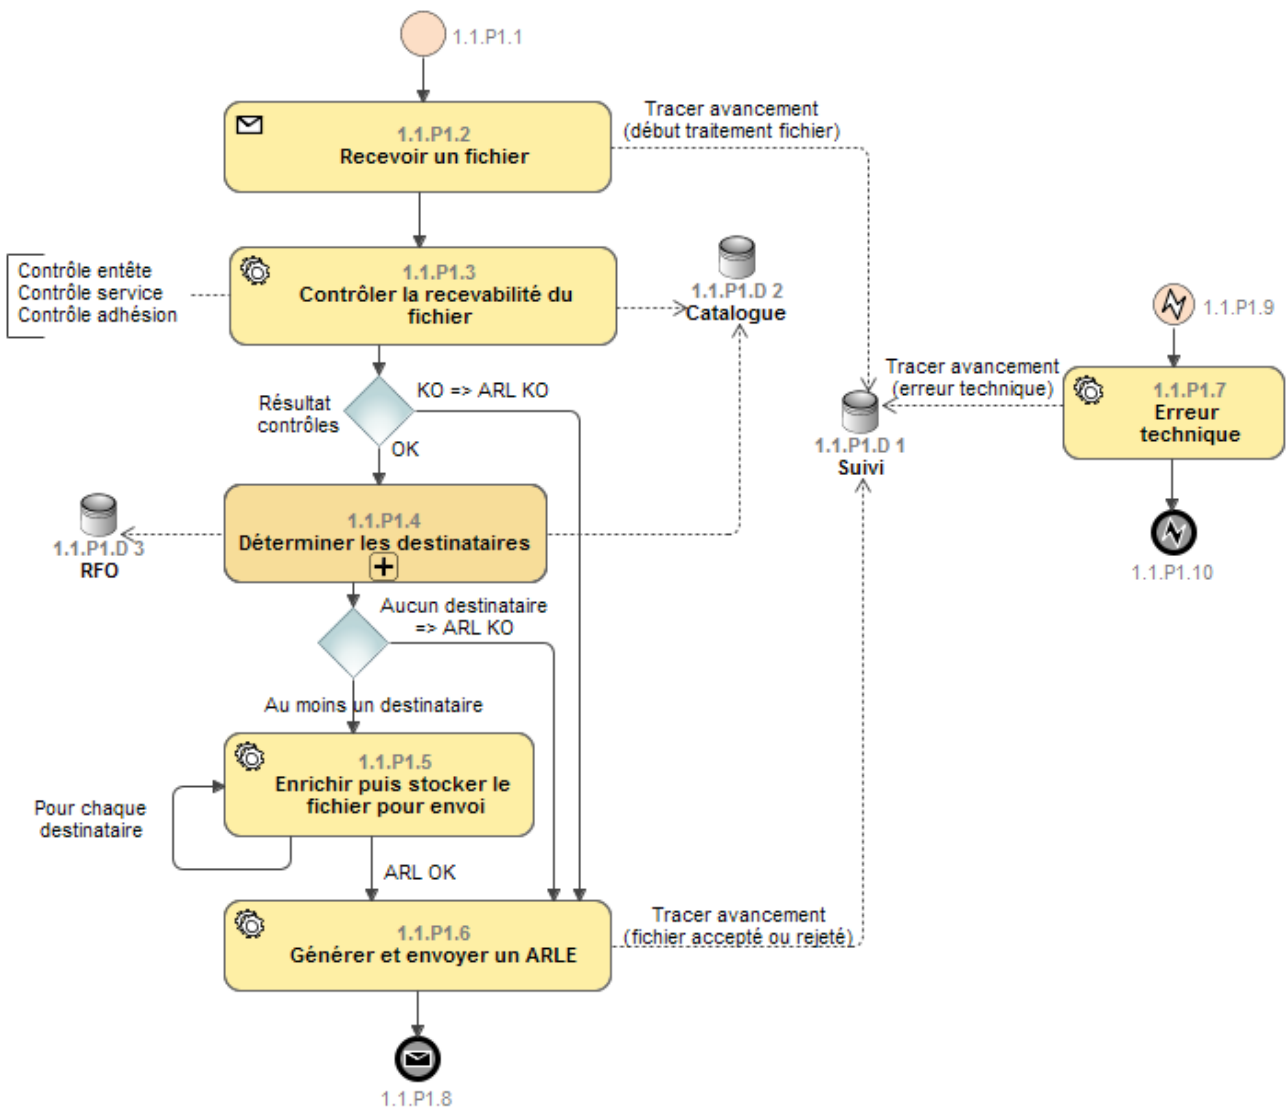 1.1.P1.1
1.1.P1.2
Recevoir un fichier
Tracer avancement
(début traitement fichier)
Contrôle entête
Contrôle service
Contrôle adhésion
1.1.P1.3
Contrôler la recevabilité du
fichier
1.1.P1.D 2
Catalogue
1.1.P1.9
Résultat
contrôles
KO => ARL KO
OK
Tracer avancement
(erreur technique)
1.1.P1.7
Erreur
technique
1.1.P1.D 1
Suivi
1.1.P1.D 3
RFO
1.1.P1.4
Déterminer les destinataires
1.1.P1.10
Aucun destinataire
=> ARL KO
Au moins un destinataire
1.1.P1.5
Enrichir puis stocker le
fichier pour envoi
Pour chaque
destinataire
ARL OK
1.1.P1.6
Générer et envoyer un ARLE
Tracer avancement
(fichier accepté ou rejeté)
1.1.P1.8